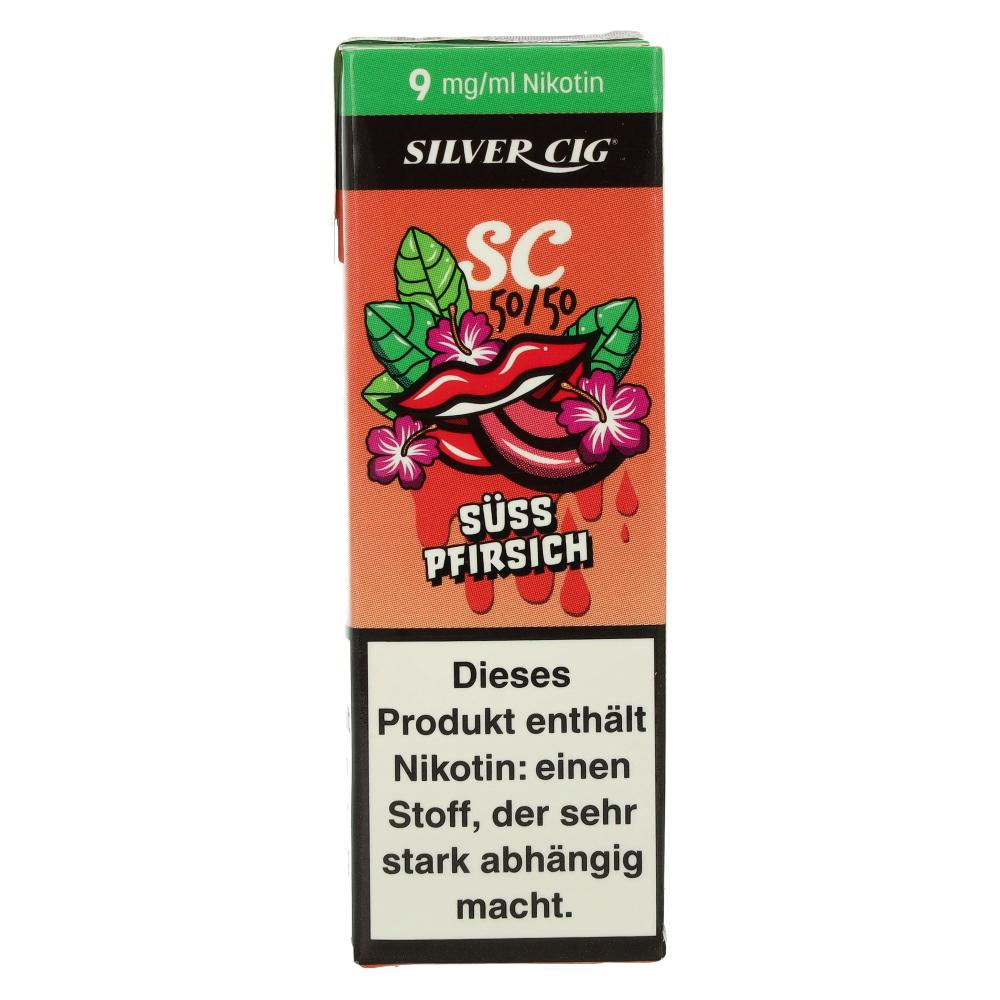 9 mg/ml Nikotin
SILVER CIG®
SC
50/50
SÜSS
PFIRSICH
Dieses
Produkt enthält
Nikotin: einen
Stoff, der sehr
stark abhängig
macht.